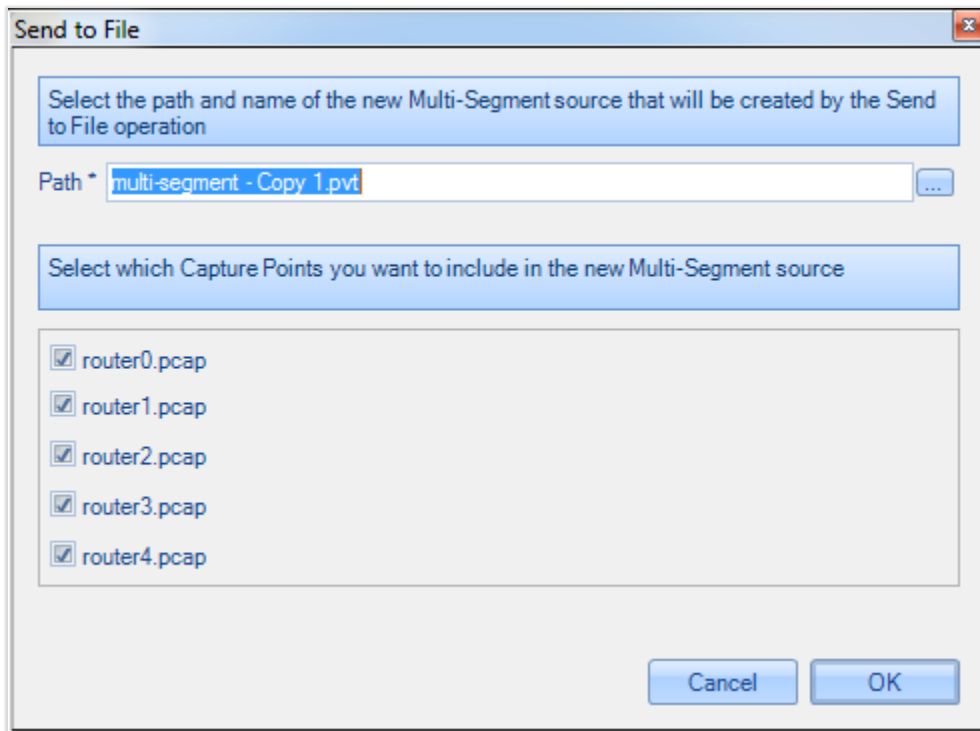 Send to File
Select the path and name of the new Multi-Segment source that will be created by the Send
to File operation
Path * multi-segment - Copy 1.pvt ...
Select which Capture Points you want to include in the new Multi-Segment source
router0.pcap
router1.pcap
router2.pcap
router3.pcap
router4.pcap
Cancel OK